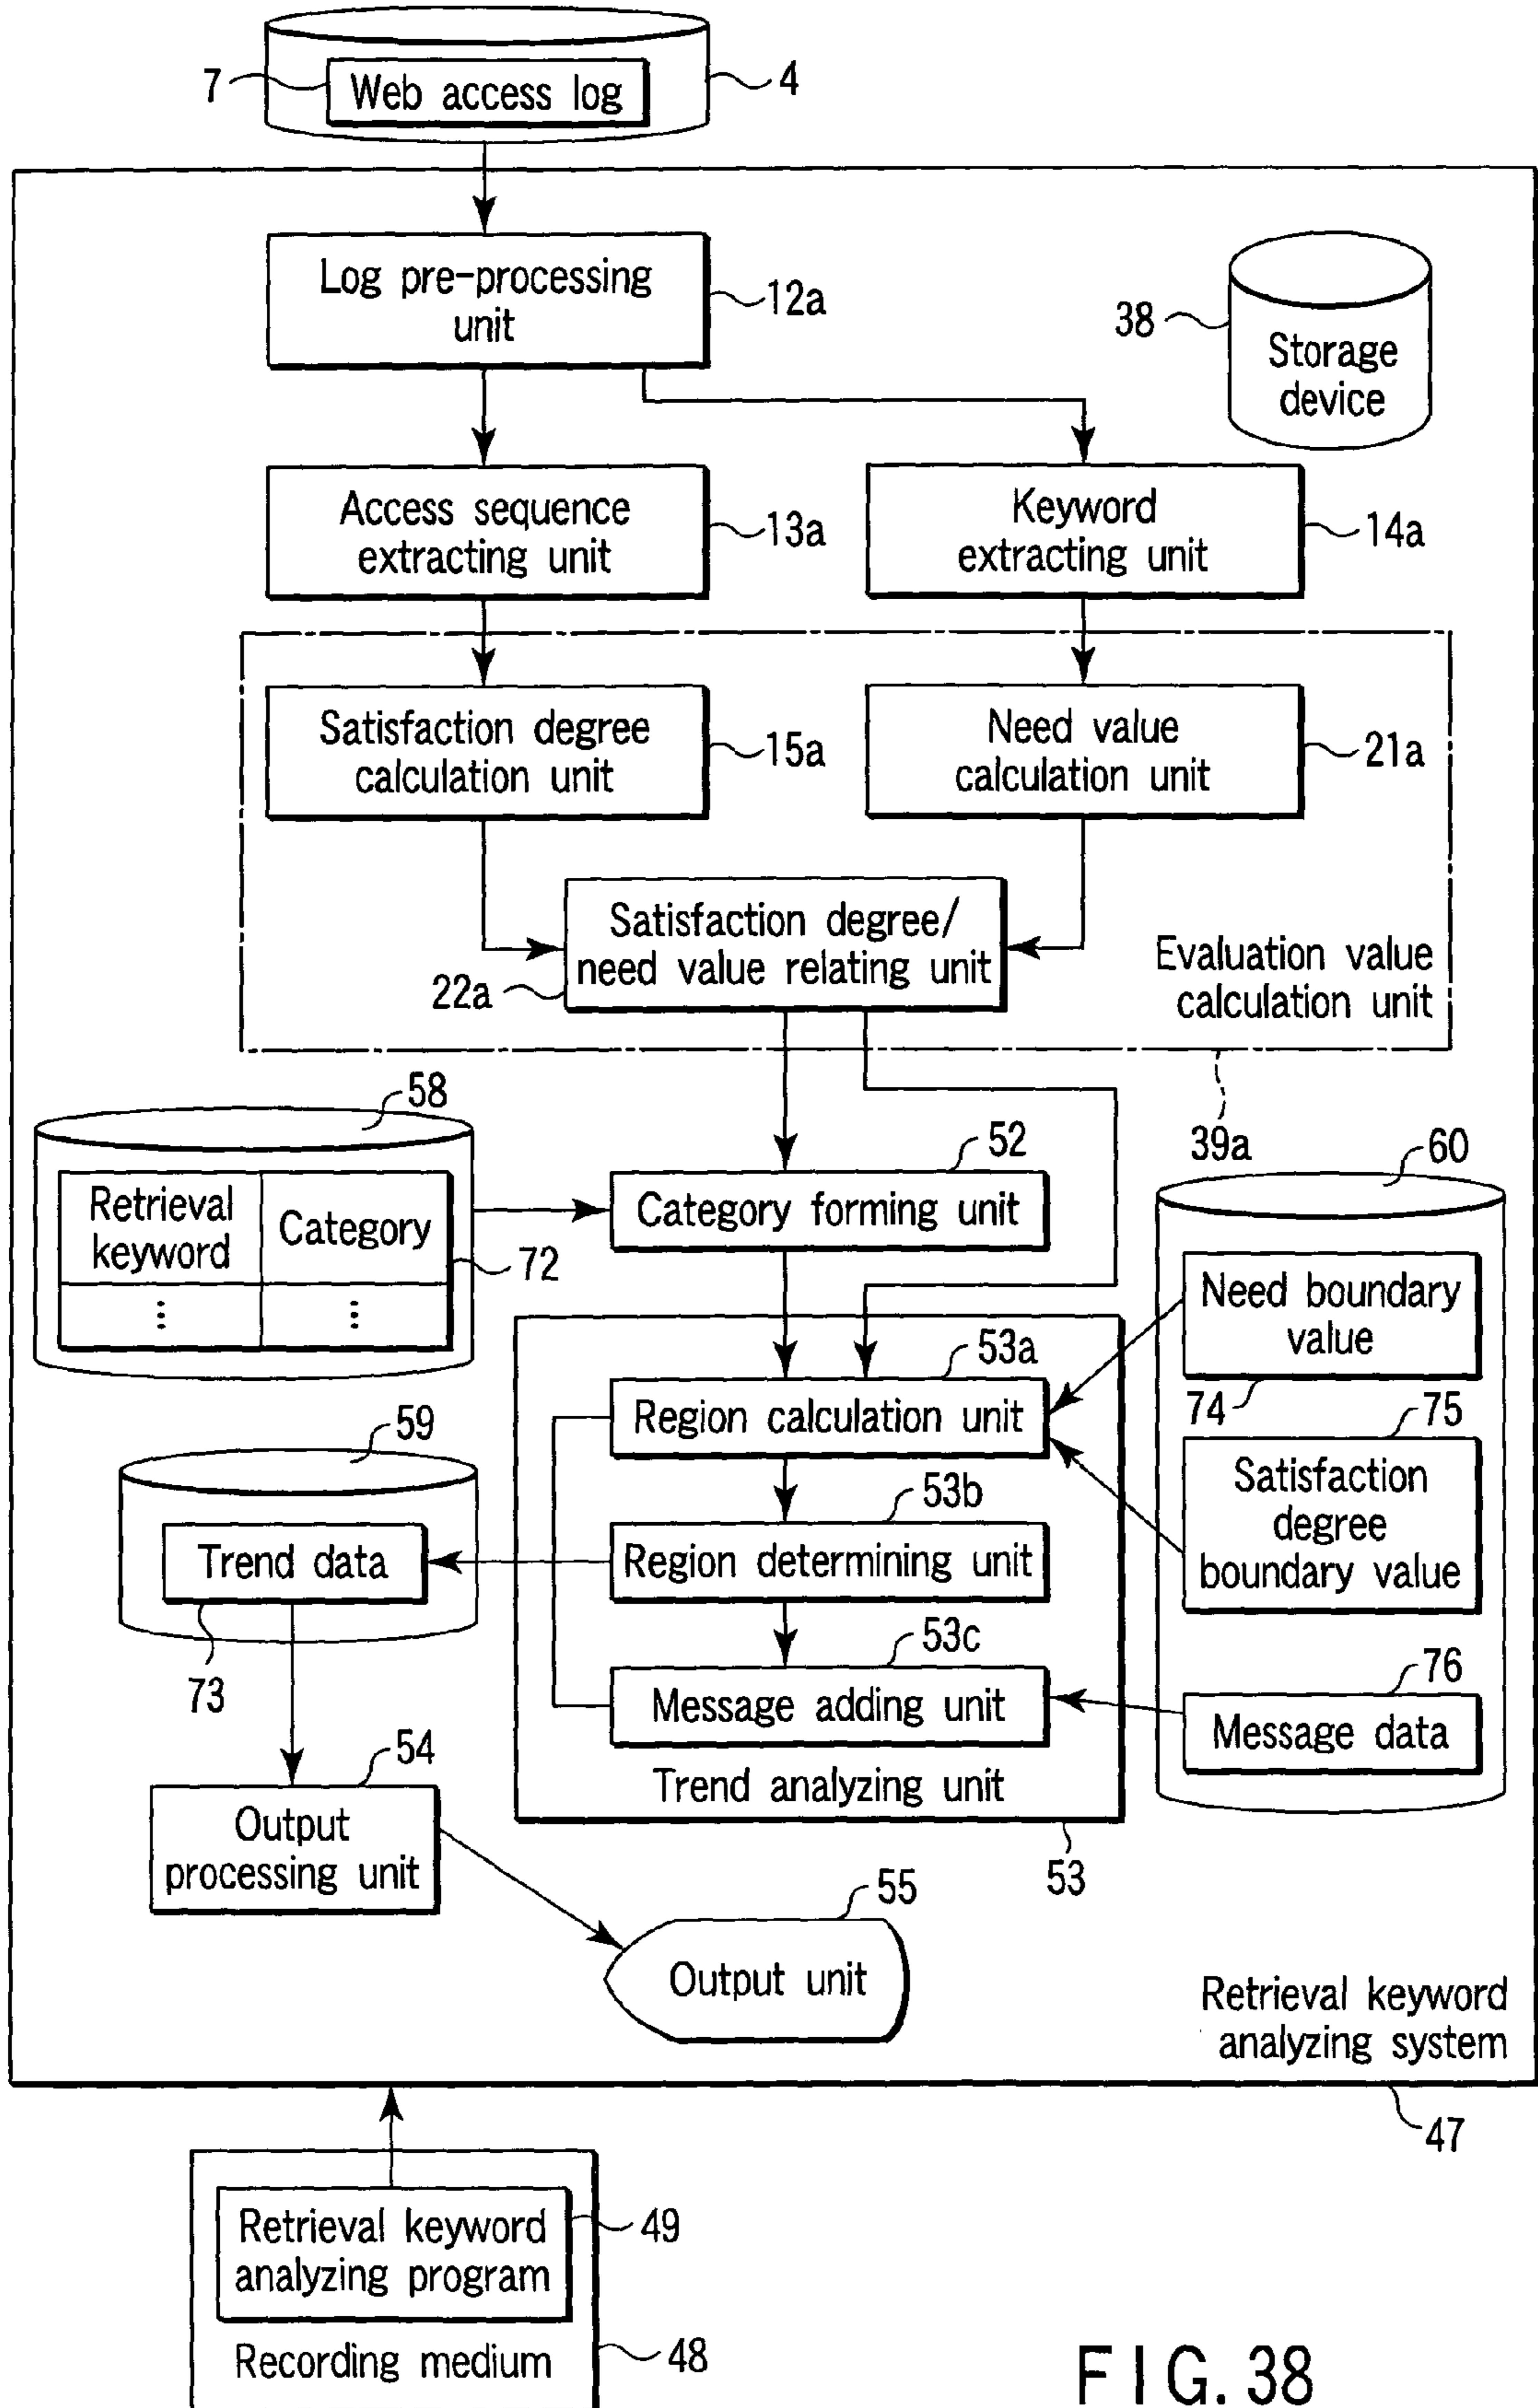 7
Web access log
4
Log pre-processing
unit
12a
38
Storage
device
Access sequence
extracting unit
13a
Keyword
extracting unit
14a
Satisfaction degree
calculation unit
15a
Need value
calculation unit
21a
Satisfaction degree/
need value relating unit
22a
Evaluation value
calculation unit
39a
58
Retrieval
keyword
Category
72
⋮
⋮
52
Category forming unit
60
Need boundary
value
74
75
Satisfaction
degree
boundary value
76
Message data
53a
Region calculation unit
53b
Region determining unit
53c
Message adding unit
Trend analyzing unit
53
59
Trend data
73
54
Output
processing unit
55
Output unit
Retrieval keyword
analyzing system
47
Retrieval keyword
analyzing program
49
Recording medium
48
FIG. 38